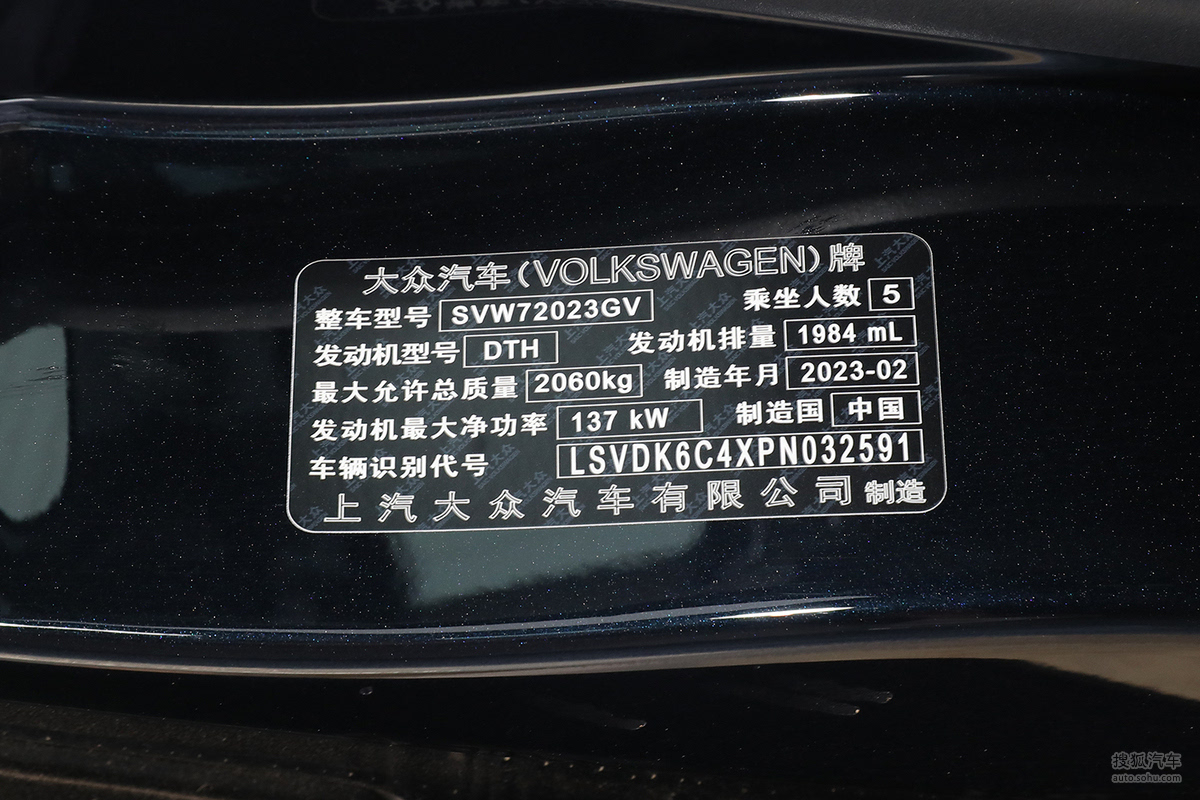 大众汽车(VOLKSWAGEN)牌
整车型号 SVW72023GV 乘坐人数 5
发动机型号 DTH 发动机排量 1984 mL
最大允许总质量 2060kg 制造年月 2023-02
发动机最大净功率 137 kW 制造国 中国
车辆识别代号 LSVDK6C4XPN032591
上汽大众汽车有限公司 制造
搜狐汽车
auto.sohu.com